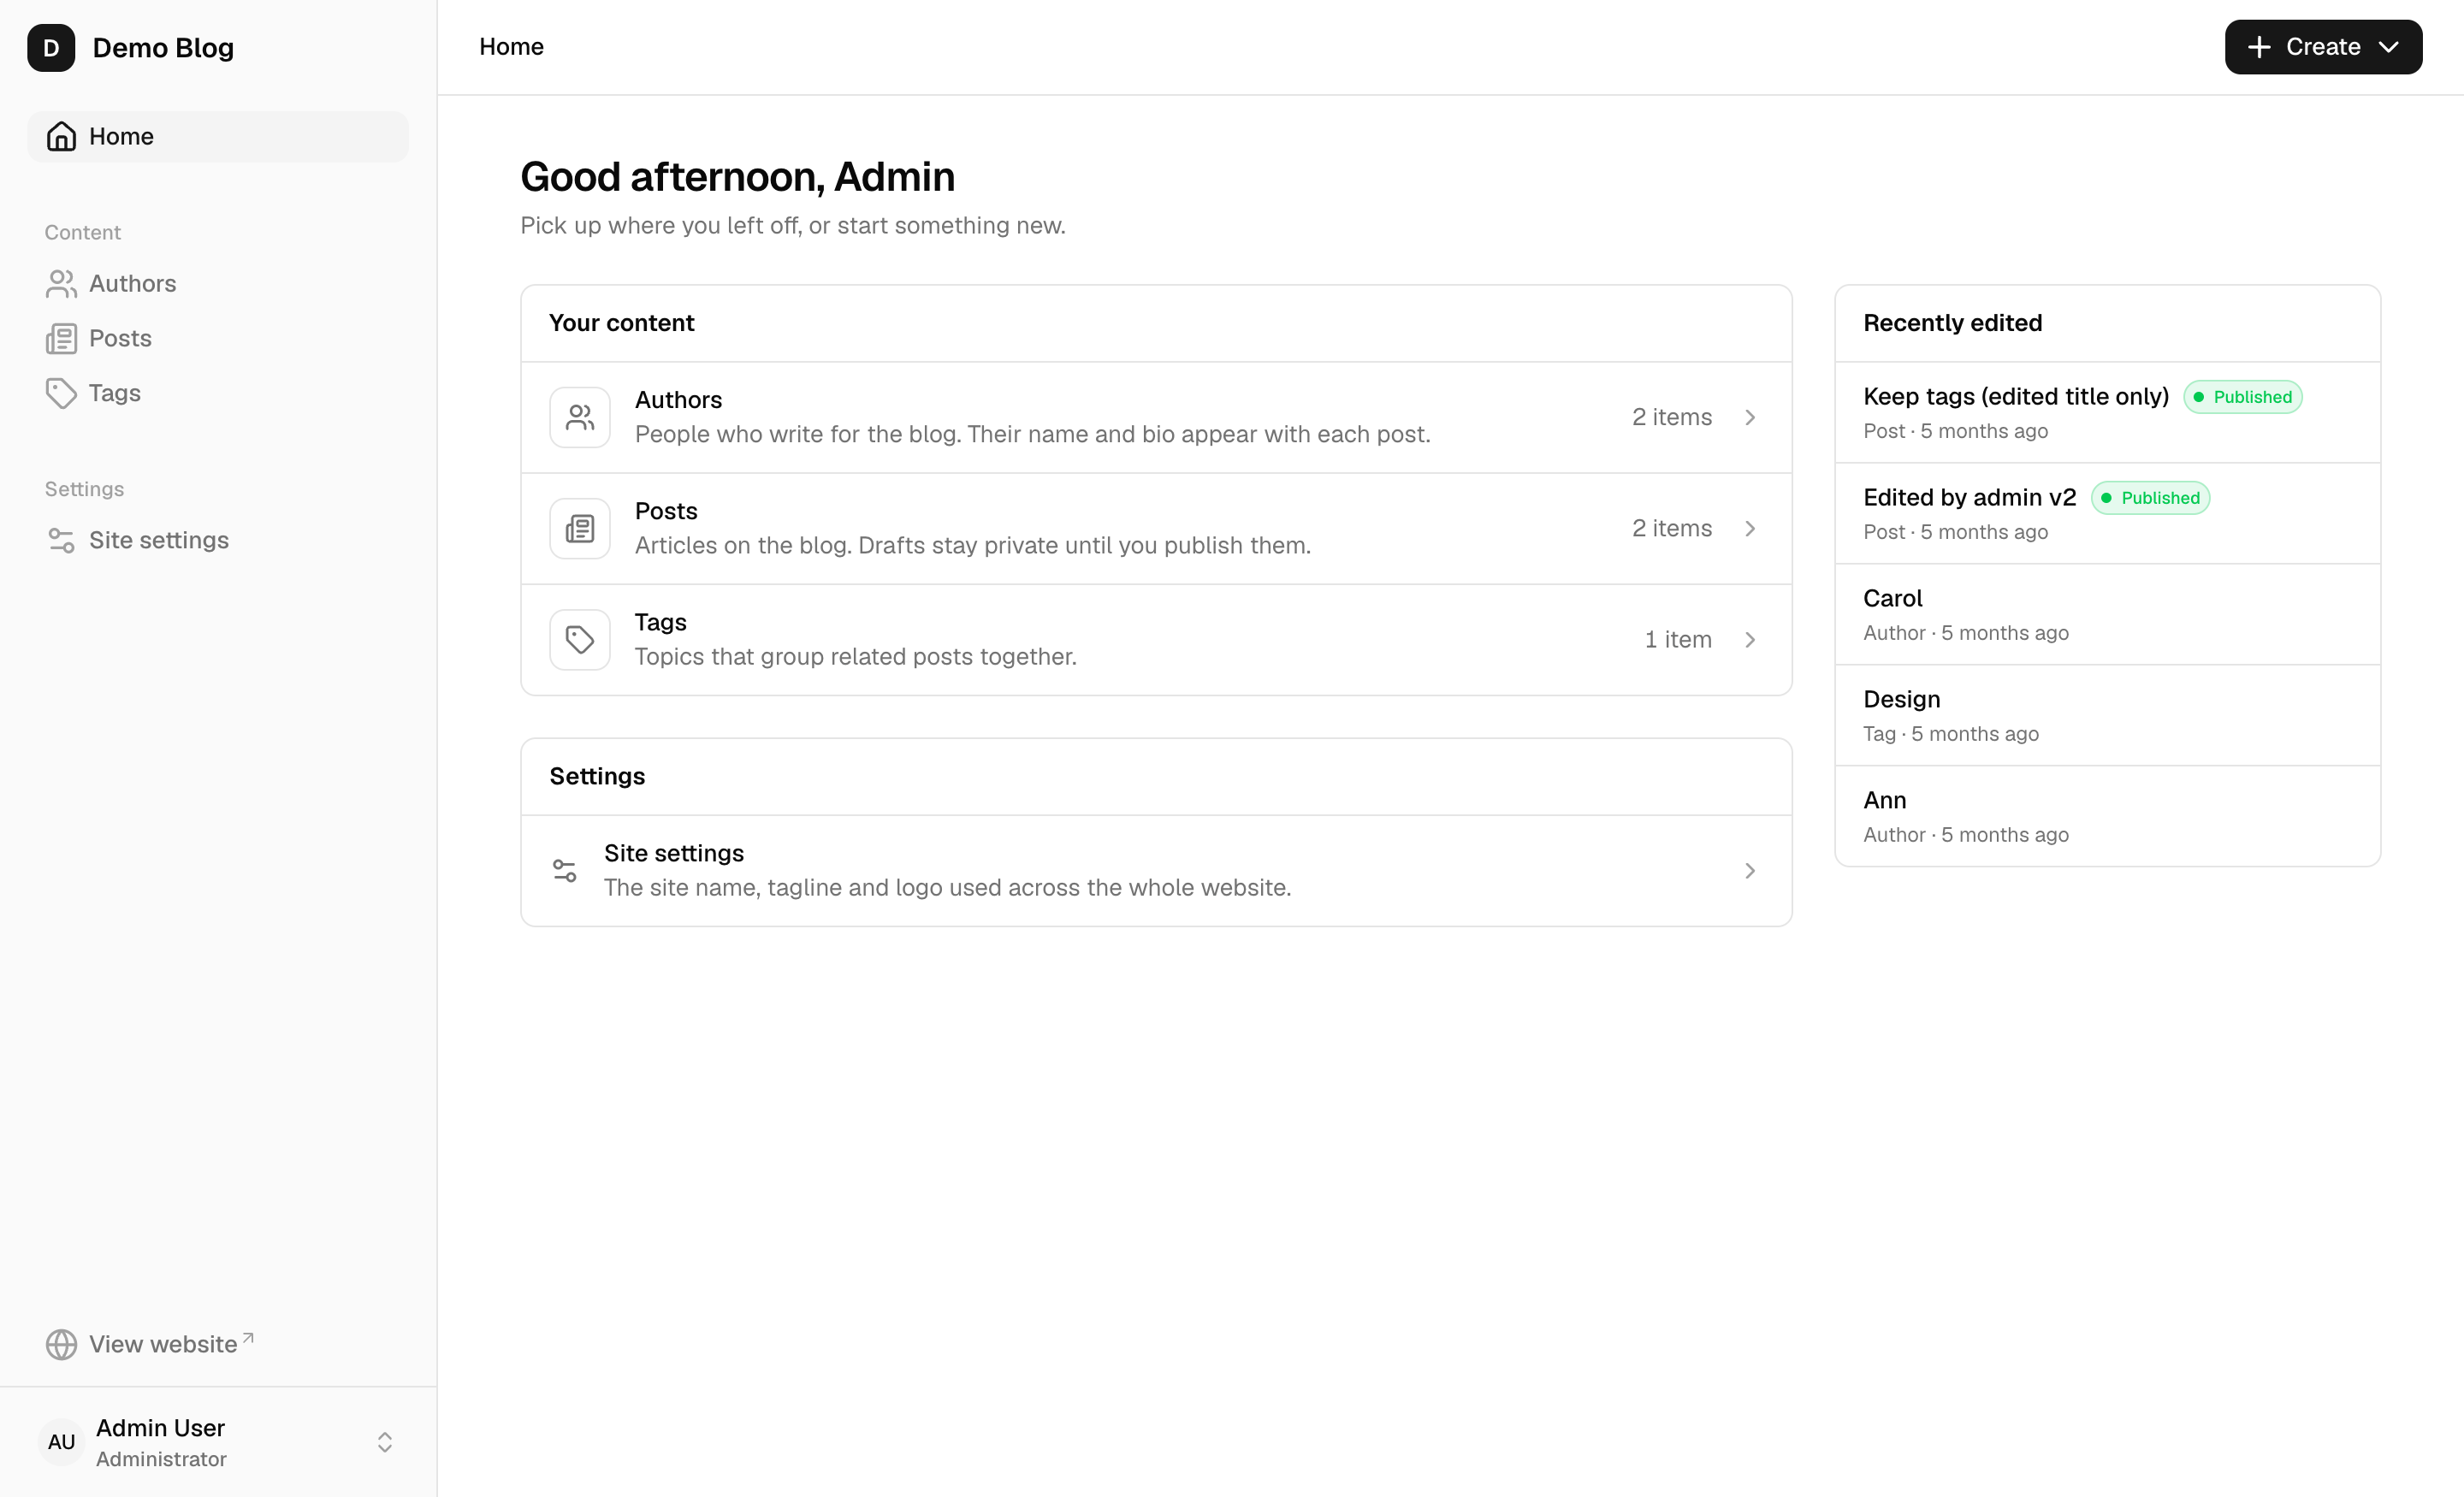 D
Demo Blog
Home
Content
Authors
Posts
Tags
Settings
Site settings
View website
AU
Admin User
Administrator
Home
Create
Good afternoon, Admin
Pick up where you left off, or start something new.
Your content
Authors
People who write for the blog. Their name and bio appear with each post.
2 items
Posts
Articles on the blog. Drafts stay private until you publish them.
2 items
Tags
Topics that group related posts together.
1 item
Settings
Site settings
The site name, tagline and logo used across the whole website.
Recently edited
Keep tags (edited title only) Published
Post · 5 months ago
Edited by admin v2 Published
Post · 5 months ago
Carol
Author · 5 months ago
Design
Tag · 5 months ago
Ann
Author · 5 months ago